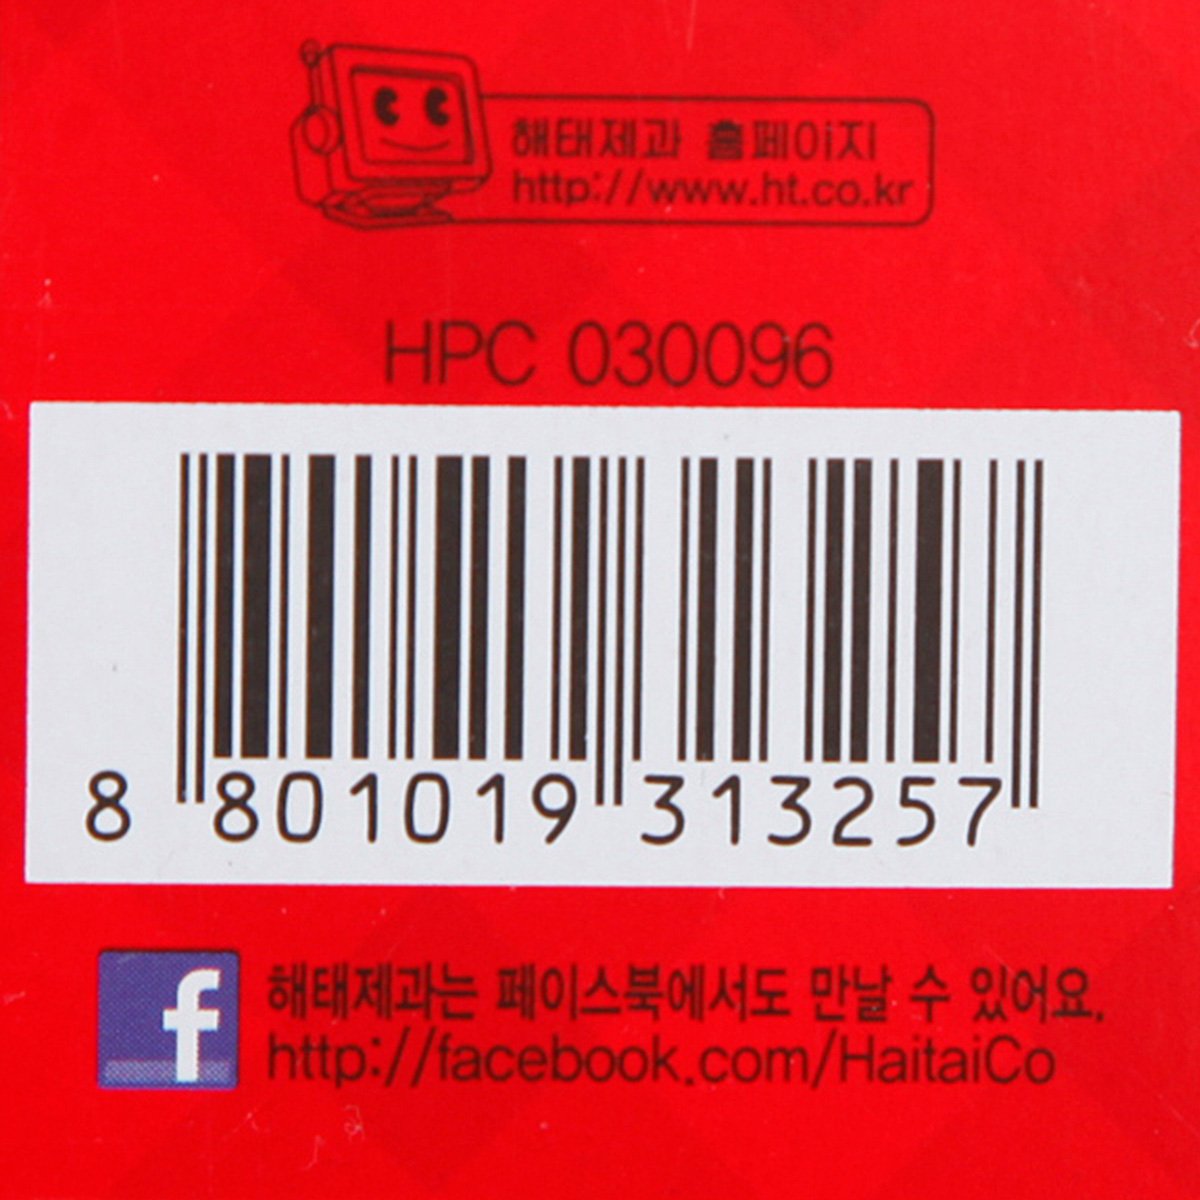 해태제과 홈페이지
http://www.ht.co.kr
HPC 030096
8 801019 313257
f
해태제과는 페이스북에서도 만날 수 있어요.
http://facebook.com/HaitaiCo